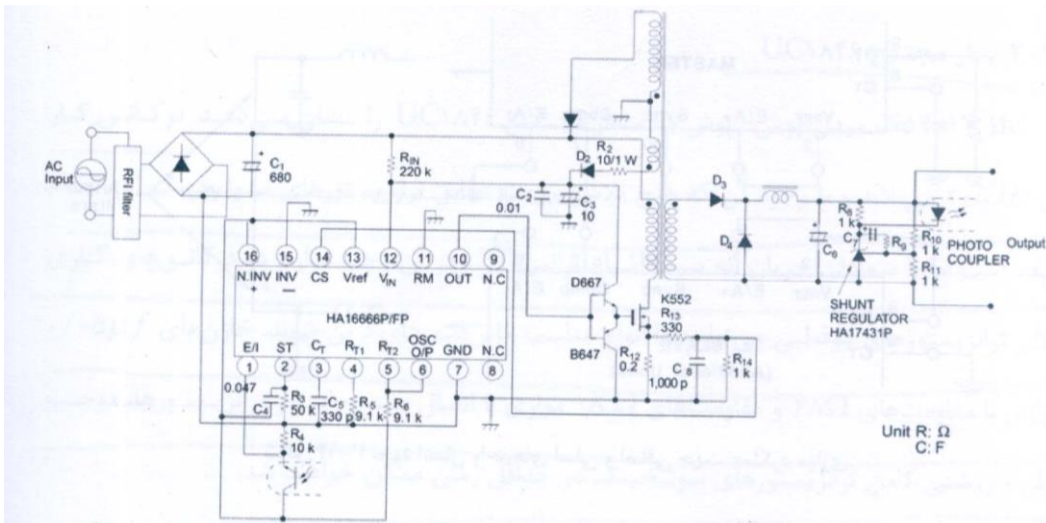 AC
Input
RFI filter
C1
680
RIN
220 k
D2
R2
10/1 W
C2
C3
10
0.01
16 15 14 13 12 11 10 9
N.INV INV CS Vref VIN RM OUT N.C
+ −
HA16666P/FP
E/I ST CT RT1 RT2 OSC O/P GND N.C
1 2 3 4 5 6 7 8
0.047
C4
R3
50 k
C5
330 p
R5
9.1 k
R6
9.1 k
R4
10 k
D667
B647
K552
R13
330
R12
0.2
C8
1,000 p
R14
1 k
D3
D4
C6
R8
1 k
C7
R9
R10
1 k
R11
1 k
PHOTO
COUPLER
Output
SHUNT
REGULATOR
HA17431P
Unit R: Ω
C: F